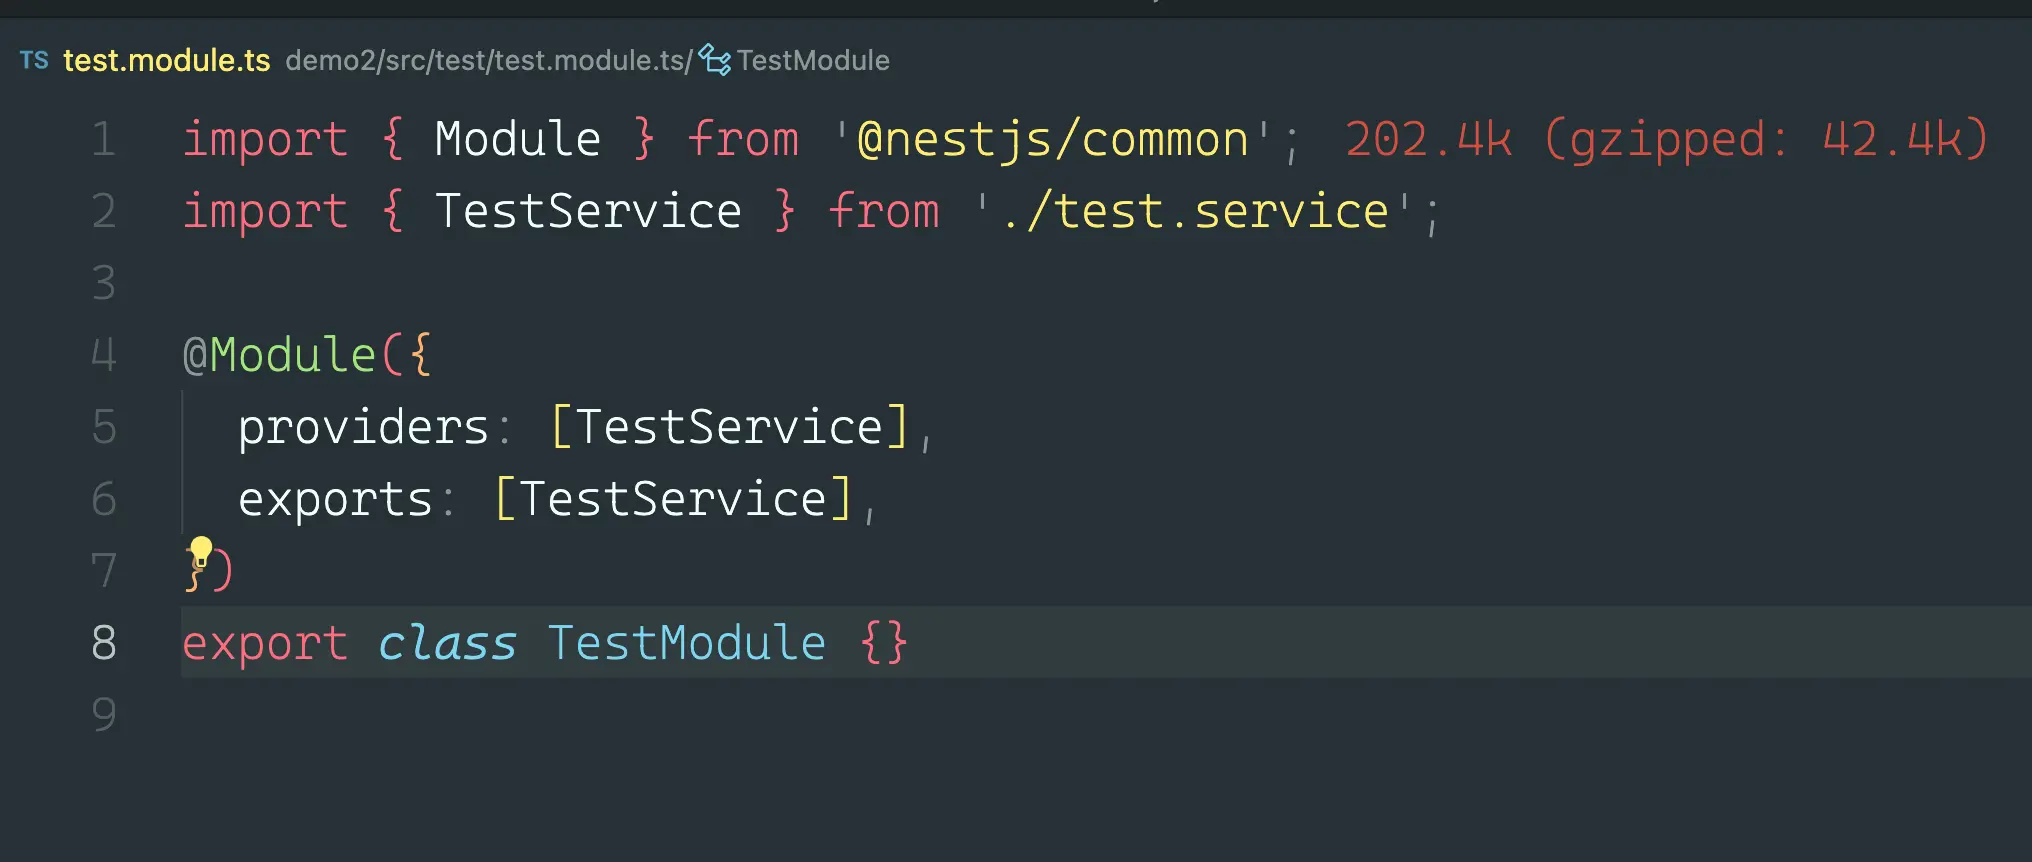 TS test.module.ts demo2/src/test/test.module.ts/ TestModule
1 import { Module } from '@nestjs/common'; 202.4k (gzipped: 42.4k)
2 import { TestService } from './test.service';
3
4 @Module({
5   providers: [TestService],
6   exports: [TestService],
7 })
8 export class TestModule {}
9